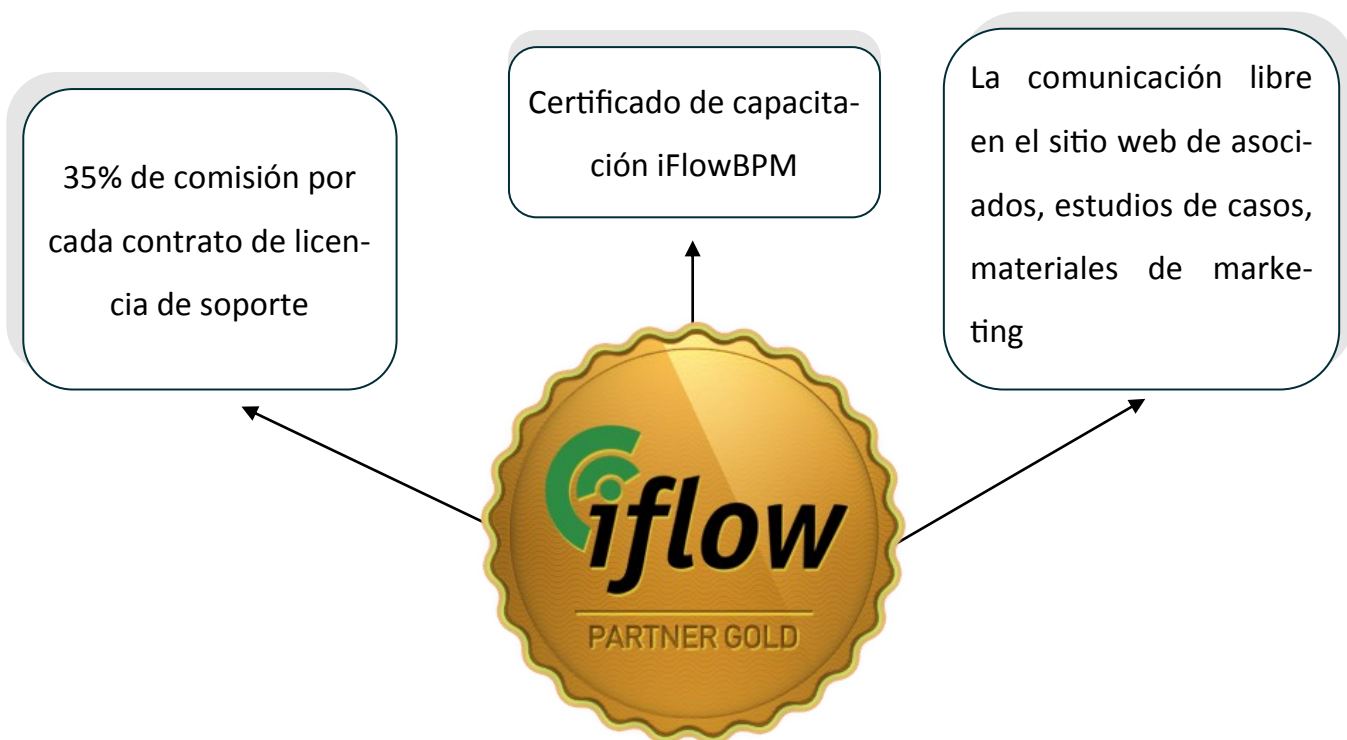 35% de comisión por
cada contrato de licen-
cia de soporte
Certificado de capacita-
ción iFlowBPM
La comunicación libre
en el sitio web de asoci-
ados, estudios de casos,
materiales de marke-
ting
iflow
PARTNER GOLD